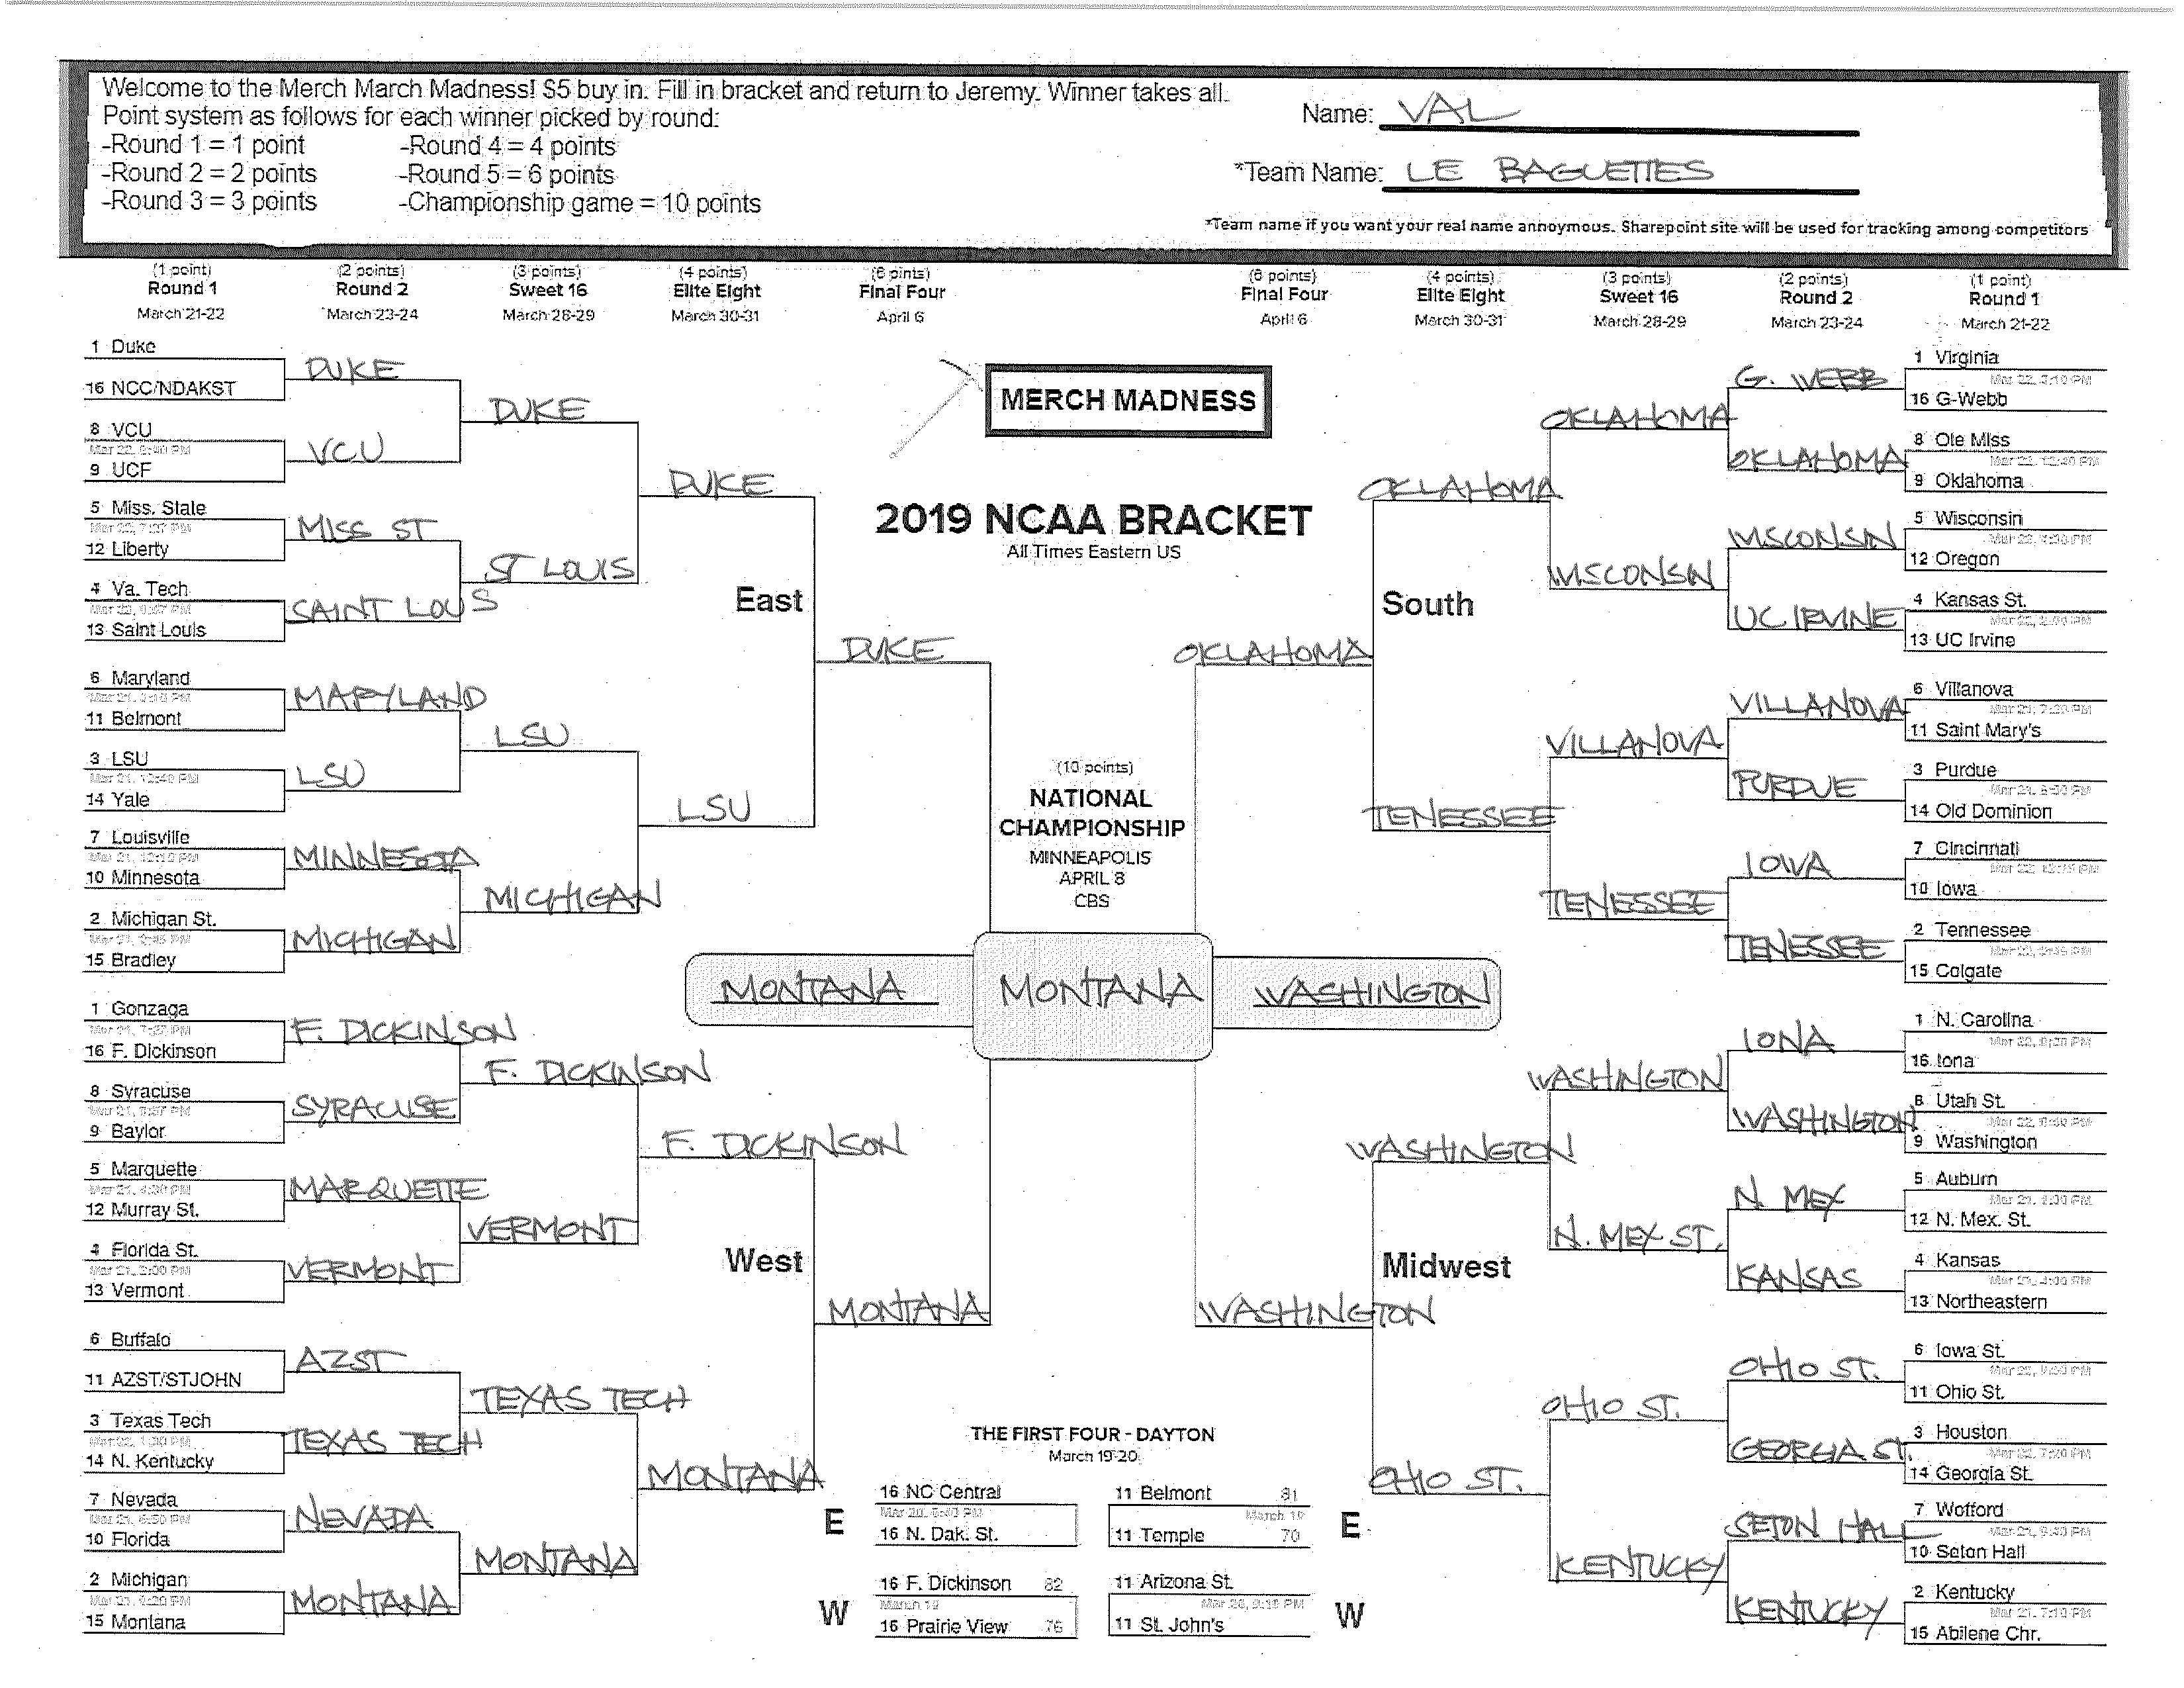 Welcome to the Merch March Madness! $5 buy in. Fill in bracket and return to Jeremy. Winner takes all.
Point system as follows for each winner picked by round:
-Round 1 = 1 point -Round 4 = 4 points
-Round 2 = 2 points -Round 5 = 6 points
-Round 3 = 3 points -Championship game = 10 points
Name: VAL
*Team Name: LE BAGUETTES
*Team name if you want your real name annoymous. Sharepoint site will be used for tracking among competitors
(1 point) (2 points) (3 points) (4 points) (6 pints) (6 points) (4 points) (3 points) (2 points) (1 point)
Round 1 Round 2 Sweet 16 Elite Eight Final Four Final Four Elite Eight Sweet 16 Round 2 Round 1
March 21-22 March 23-24 March 28-29 March 30-31 April 6 April 6 March 30-31 March 28-29 March 23-24 March 21-22
1 Duke
16 NCC/NDAKST
8 VCU
Mar 22, 9:40 PM
9 UCF
5 Miss. State
Mar 22, 7:27 PM
12 Liberty
4 Va. Tech
13 Saint Louis
6 Maryland
Mar 21, 3:10 PM
11 Belmont
3 LSU
Mar 21, 12:40 PM
14 Yale
7 Louisville
Mar 21, 12:15 PM
10 Minnesota
2 Michigan St.
Mar 21, 2:45 PM
15 Bradley
DUKE
VCU
MISS ST
SAINT LOUS
MARYLAND
LSU
MINNESOTA
MICHIGAN
DUKE
ST LOUIS
LSU
MICHIGAN
DUKE
LSU
East
DUKE
1 Gonzaga
Mar 21, 7:27 PM
16 F. Dickinson
8 Syracuse
Mar 21, 9:57 PM
9 Baylor
5 Marquette
Mar 21, 4:30 PM
12 Murray St.
4 Florida St.
Mar 21, 2:00 PM
13 Vermont
6 Buffalo
11 AZST/STJOHN
3 Texas Tech
Mar 22, 1:30 PM
14 N. Kentucky
7 Nevada
Mar 21, 6:50 PM
10 Florida
2 Michigan
Mar 21, 9:20 PM
15 Montana
F. DICKINSON
SYRACUSE
MARQUETTE
VERMONT
AZST
TEXAS TECH
NEVADA
MONTANA
F. DICKINSON
VERMONT
TEXAS TECH
MONTANA
F. DICKINSON
MONTANA
West
MONTANA
MERCH MADNESS
2019 NCAA BRACKET
All Times Eastern US
(10 points)
NATIONAL
CHAMPIONSHIP
MINNEAPOLIS
APRIL 8
CBS
MONTANA MONTANA WASHINGTON
THE FIRST FOUR - DAYTON
March 19-20
E
16 NC Central
Mar 20, 6:40 PM
16 N. Dak. St.
11 Belmont 81
March 19
11 Temple 70
E
W
16 F. Dickinson 82
March 19
16 Prairie View 76
11 Arizona St.
Mar 20, 9:10 PM
11 St. John's
W
OKLAHOMA
South
OKLAHOMA
TENESSEE
OKLAHOMA
WISCONSIN
VILLANOVA
TENESSEE
G. WEBB
OKLAHOMA
WISCONSIN
UC IRVINE
VILLANOVA
PURDUE
IOWA
TENESSEE
1 Virginia
Mar 22, 3:10 PM
16 G-Webb
8 Ole Miss
Mar 22, 12:40 PM
9 Oklahoma
5 Wisconsin
Mar 22, 4:30 PM
12 Oregon
4 Kansas St.
Mar 22, 2:00 PM
13 UC Irvine
6 Villanova
Mar 21, 7:20 PM
11 Saint Mary's
3 Purdue
Mar 21, 9:50 PM
14 Old Dominion
7 Cincinnati
Mar 22, 12:15 PM
10 Iowa
2 Tennessee
Mar 22, 2:45 PM
15 Colgate
WASHINGTON
Midwest
WASHINGTON
OHIO ST.
WASHINGTON
N. MEX ST.
OHIO ST.
KENTUCKY
IONA
WASHINGTON
N. MEX
KANSAS
OHIO ST.
GEORGIA ST.
SETON HALL
KENTUCKY
1 N. Carolina
Mar 22, 9:20 PM
16 Iona
8 Utah St.
Mar 22, 6:50 PM
9 Washington
5 Auburn
Mar 21, 1:30 PM
12 N. Mex. St.
4 Kansas
Mar 21, 4:00 PM
13 Northeastern
6 Iowa St.
Mar 22, 9:50 PM
11 Ohio St.
3 Houston
Mar 22, 7:20 PM
14 Georgia St.
7 Wofford
Mar 21, 9:40 PM
10 Seton Hall
2 Kentucky
Mar 21, 7:10 PM
15 Abilene Chr.